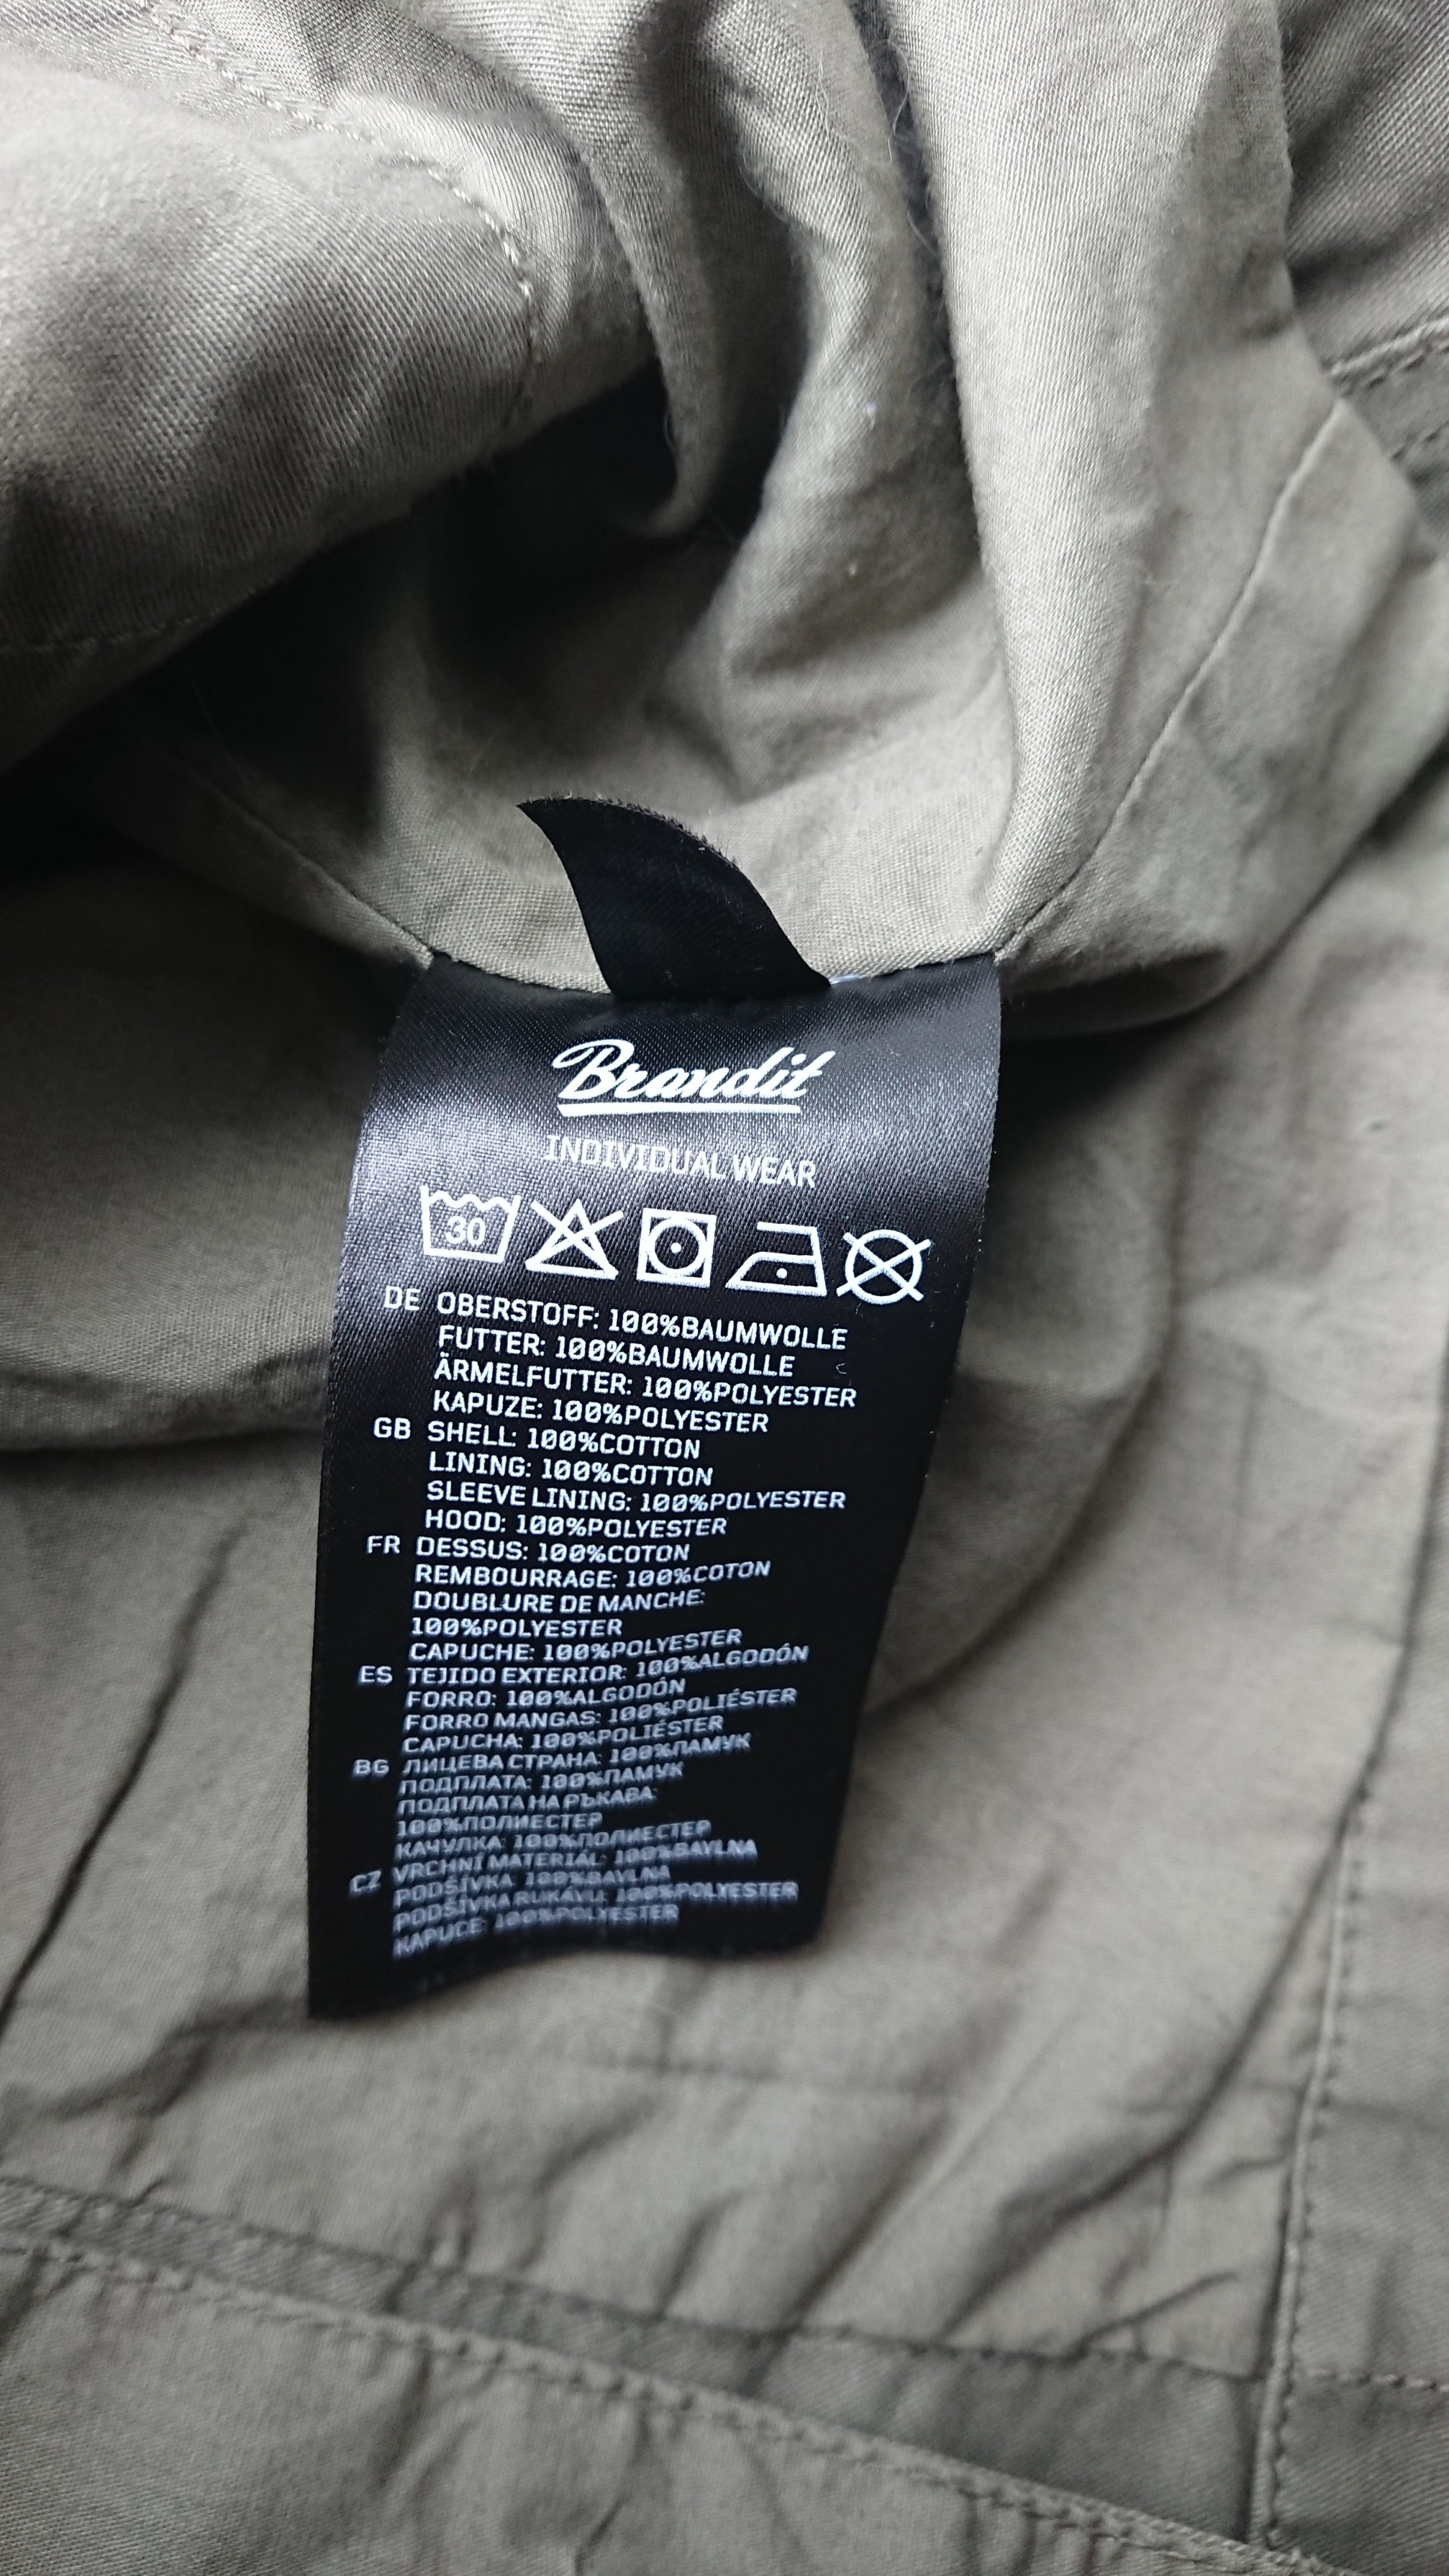 Brandit
INDIVIDUAL WEAR
30
DE OBERSTOFF: 100%BAUMWOLLE
FUTTER: 100%BAUMWOLLE
ÄRMELFUTTER: 100%POLYESTER
KAPUZE: 100%POLYESTER
GB SHELL: 100%COTTON
LINING: 100%COTTON
SLEEVE LINING: 100%POLYESTER
HOOD: 100%POLYESTER
FR DESSUS: 100%COTON
REMBOURRAGE: 100%COTON
DOUBLURE DE MANCHE:
100%POLYESTER
CAPUCHE: 100%POLYESTER
ES TEJIDO EXTERIOR: 100%ALGODÓN
FORRO: 100%ALGODÓN
FORRO MANGAS: 100%POLIÉSTER
CAPUCHA: 100%POLIÉSTER
BG ЛИЦЕВА СТРАНА: 100%ПАМУК
ПОДПЛАТА: 100%ПАМУК
ПОДПЛАТА НА РЪКАВА:
100%ПОЛИЕСТЕР
КАЧУЛКА: 100%ПОЛИЕСТЕР
CZ VRCHNÍ MATERIÁL: 100%BAVLNA
PODŠÍVKA: 100%BAVLNA
PODŠÍVKA RUKÁVU: 100%POLYESTER
KAPUCE: 100%POLYESTER